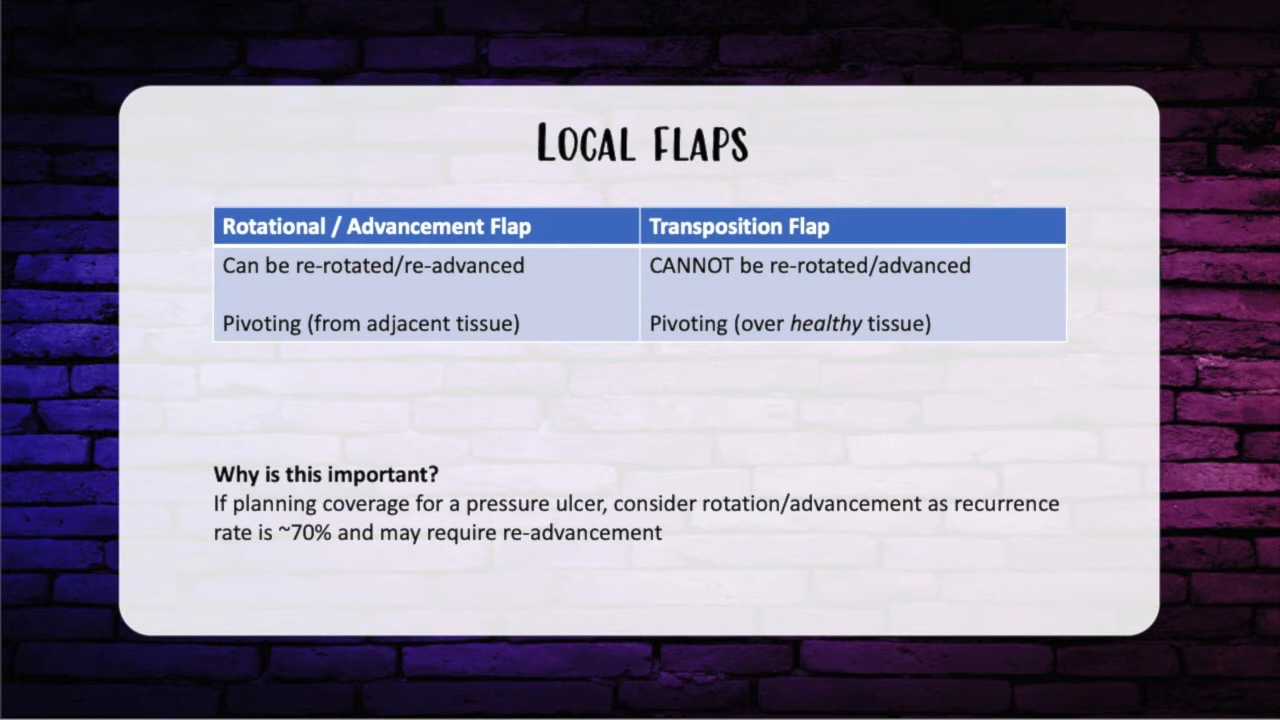 Local flaps
Rotational / Advancement Flap
Transposition Flap
Can be re-rotated/re-advanced
CANNOT be re-rotated/advanced
Pivoting (from adjacent tissue)
Pivoting (over healthy tissue)
Why is this important?
If planning coverage for a pressure ulcer, consider rotation/advancement as recurrence
rate is ~70% and may require re-advancement